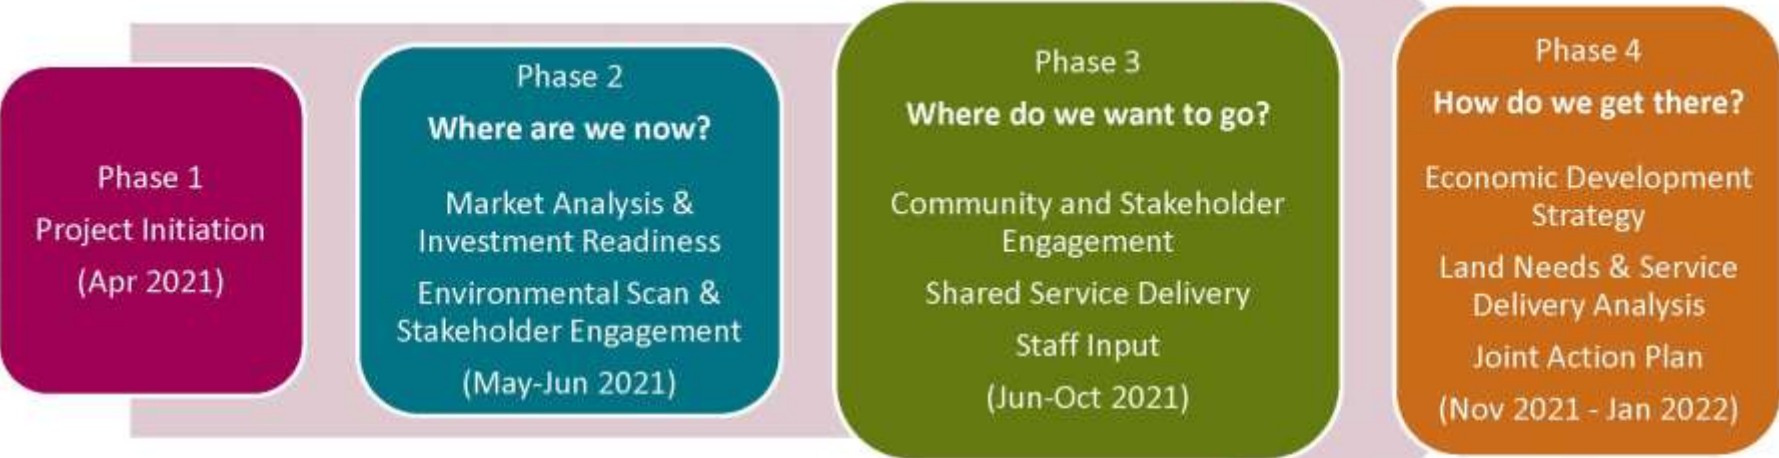 Phase 1
Project Initiation
(Apr 2021)
Phase 2
Where are we now?
Market Analysis &
Investment Readiness
Environmental Scan &
Stakeholder Engagement
(May-Jun 2021)
Phase 3
Where do we want to go?
Community and Stakeholder
Engagement
Shared Service Delivery
Staff Input
(Jun-Oct 2021)
Phase 4
How do we get there?
Economic Development
Strategy
Land Needs & Service
Delivery Analysis
Joint Action Plan
(Nov 2021 - Jan 2022)